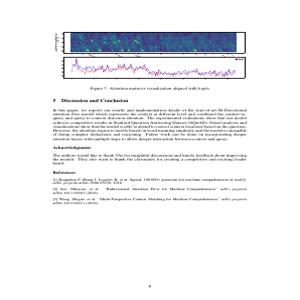 Figure 7: Attention matrices visualization aligned with logits
5 Discussion and Conclusion
In this paper, we report our results and implementation details of the state-of-art Bi-Directional
attention flow model which represents the context at different level and combined the context-to-
query and query-to-context direction attention. The experimental evaluations show that our model
achieves competitive results in Stanford Question Answering Dataset (SQuAD). Detail analysis and
visualizations show that the model is able to attend to correct context location based on the question.
However, the attention region is merely based on word meaning similarity and the model is incapable
of doing complex deduction and reasoning. Future work can be done on incorporating deeper
attention layers with multiple hops to allow deeper interaction between context and query.
Acknowledgments
The authors would like to thank TAs for insightful discussions and timely feedback about improving
the models. They also want to thank the classmates for creating a competitive and exciting leader
board.
References
[1] Rajpurkar P, Zhang J, Lopyrev K, et al. Squad: 100,000+ questions for machine comprehension of text[J].
arXiv preprint arXiv:1606.05250, 2016.
[2] Seo, Minjoon, et al. "Bidirectional Attention Flow for Machine Comprehension." arXiv preprint
arXiv:1611.01603 (2016).
[3] Wang, Zhiguo, et al. "Multi-Perspective Context Matching for Machine Comprehension." arXiv preprint
arXiv:1612.04211 (2016).